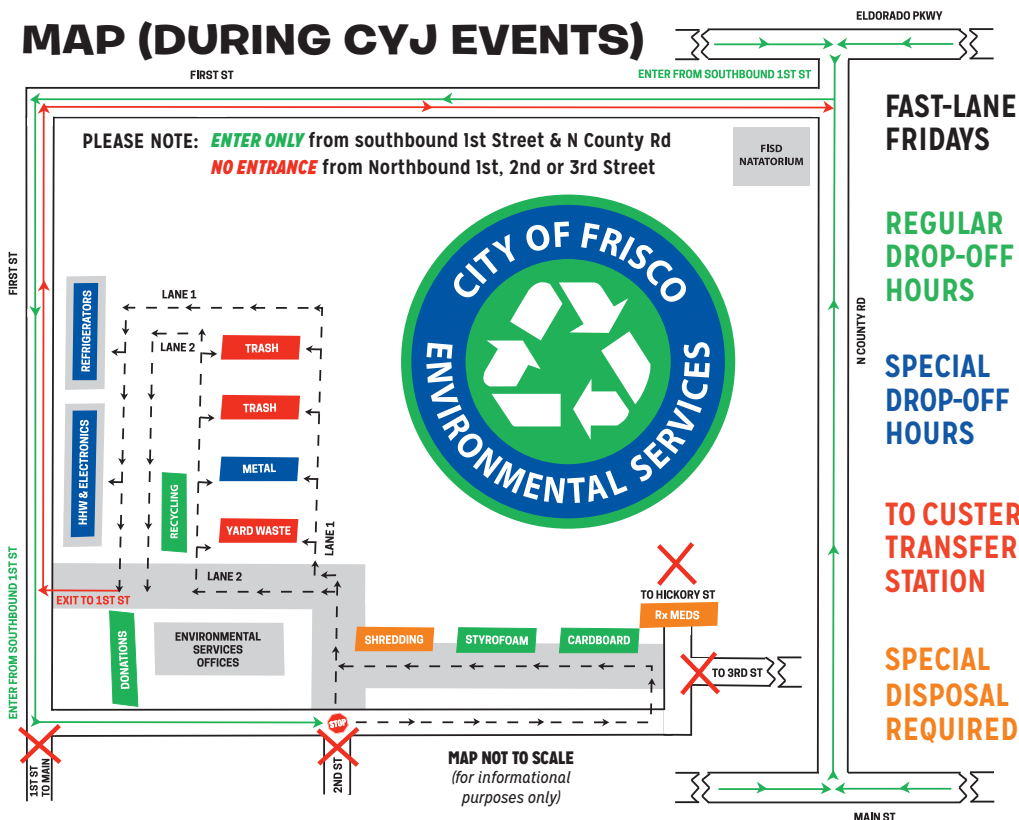 MAP (DURING CYJ EVENTS)
ELDORADO PKWY
FIRST ST
ENTER FROM SOUTHBOUND 1ST ST
PLEASE NOTE: ENTER ONLY from southbound 1st Street & N County Rd
NO ENTRANCE from Northbound 1st, 2nd or 3rd Street
FISD
NATATORIUM
FAST-LANE
FRIDAYS
REGULAR
DROP-OFF
HOURS
SPECIAL
DROP-OFF
HOURS
TO CUSTER
TRANSFER
STATION
SPECIAL
DISPOSAL
REQUIRED
CITY OF FRISCO
ENVIRONMENTAL SERVICES
FIRST ST
N COUNTY RD
LANE 1
LANE 2
REFRIGERATORS
TRASH
TRASH
HHW & ELECTRONICS
METAL
RECYCLING
YARD WASTE
LANE 1
LANE 2
ENTER FROM SOUTHBOUND 1ST ST
EXIT TO 1ST ST
DONATIONS
ENVIRONMENTAL
SERVICES
OFFICES
SHREDDING
STYROFOAM
CARDBOARD
TO HICKORY ST
Rx MEDS
TO 3RD ST
STOP
1ST ST
TO MAIN
2ND ST
MAP NOT TO SCALE
(for informational
purposes only)
MAIN ST